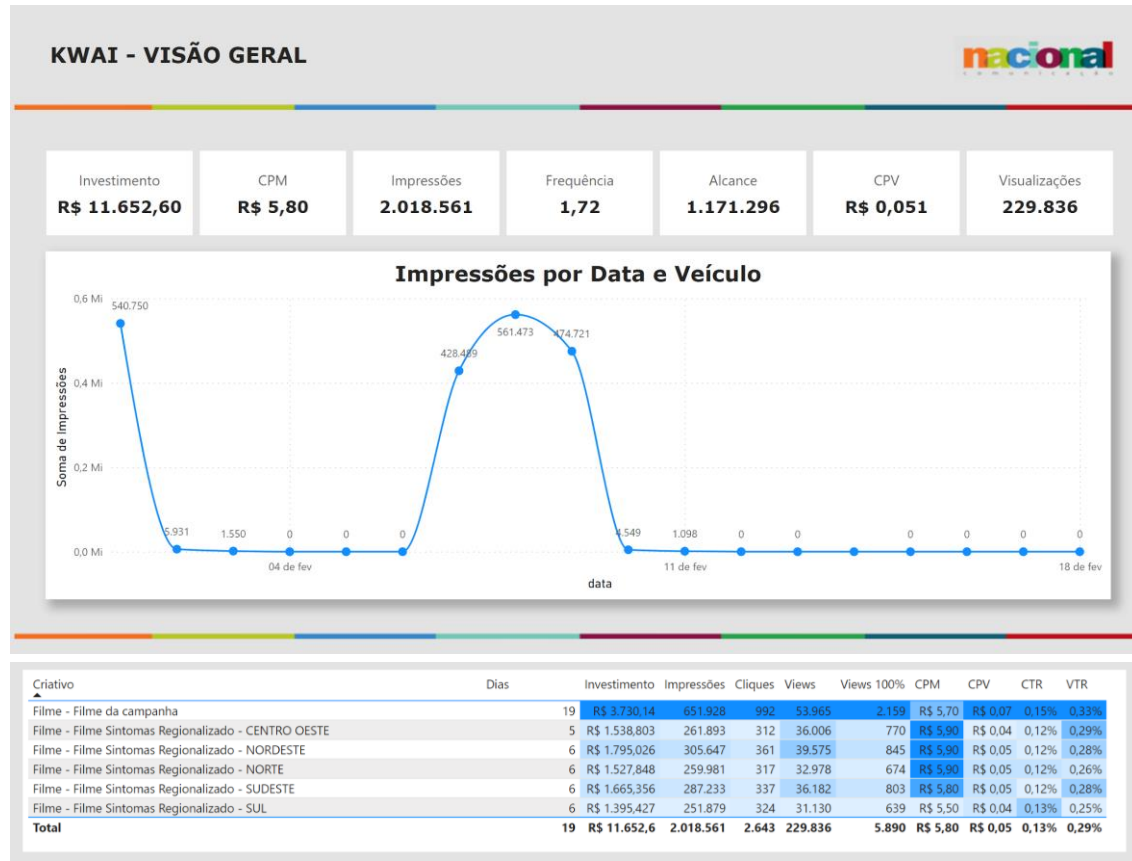 KWAI - VISÃO GERAL
nacional
comunicação
Investimento CPM Impressões Frequência Alcance CPV Visualizações
R$ 11.652,60 R$ 5,80 2.018.561 1,72 1.171.296 R$ 0,051 229.836
Impressões por Data e Veículo
0,6 Mi
540.750
561.473 474.721
428.489
0,4 Mi
Soma de Impressões
0,2 Mi
5.931 1.550 0 0 0 4.549 1.098 0 0 0 0 0 0
0,0 Mi
04 de fev 11 de fev 18 de fev
data
Criativo Dias Investimento Impressões Cliques Views Views 100% CPM CPV CTR VTR
Filme - Filme da campanha 19 R$ 3.730,14 651.928 992 53.965 2.159 R$ 5,70 R$ 0,07 0,15% 0,33%
Filme - Filme Sintomas Regionalizado - CENTRO OESTE 5 R$ 1.538,803 261.893 312 36.006 770 R$ 5,90 R$ 0,04 0,12% 0,29%
Filme - Filme Sintomas Regionalizado - NORDESTE 6 R$ 1.795,026 305.647 361 39.575 845 R$ 5,90 R$ 0,05 0,12% 0,28%
Filme - Filme Sintomas Regionalizado - NORTE 6 R$ 1.527,848 259.981 317 32.978 674 R$ 5,90 R$ 0,05 0,12% 0,26%
Filme - Filme Sintomas Regionalizado - SUDESTE 6 R$ 1.665,356 287.233 337 36.182 803 R$ 5,80 R$ 0,05 0,12% 0,28%
Filme - Filme Sintomas Regionalizado - SUL 6 R$ 1.395,427 251.879 324 31.130 639 R$ 5,50 R$ 0,04 0,13% 0,25%
Total 19 R$ 11.652,6 2.018.561 2.643 229.836 5.890 R$ 5,80 R$ 0,05 0,13% 0,29%